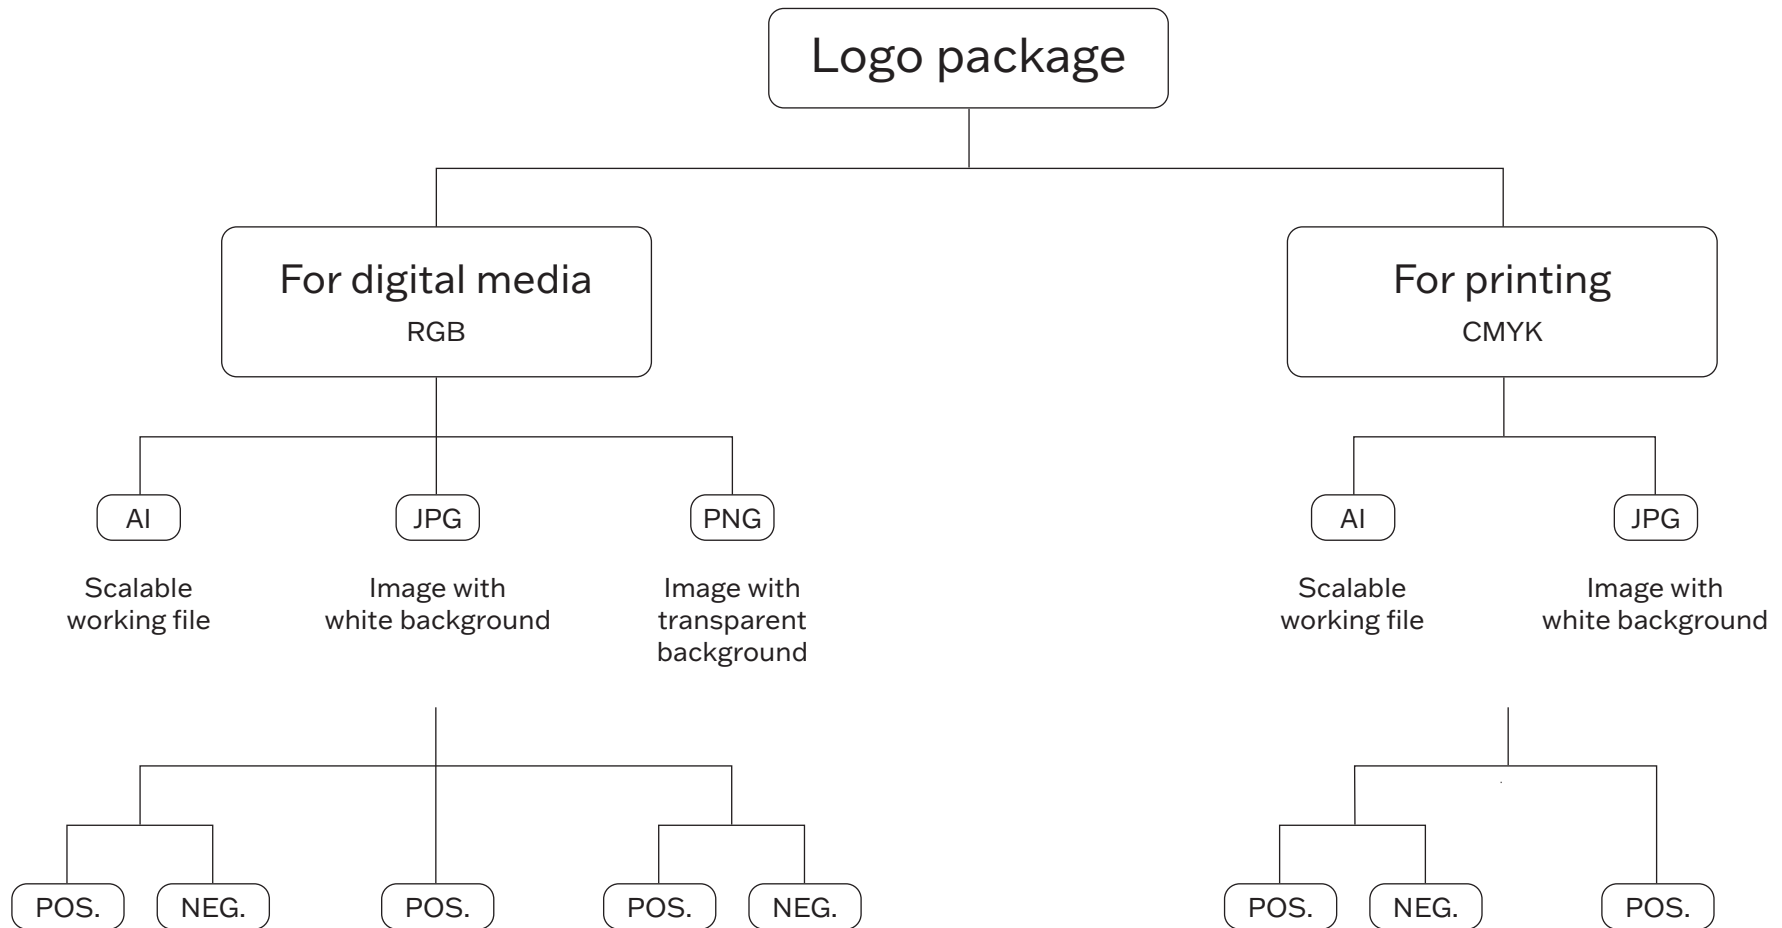 Logo package
For digital media
RGB
For printing
CMYK
AI
JPG
PNG
AI
JPG
Scalable
working file
Image with
white background
Image with
transparent
background
Scalable
working file
Image with
white background
POS.
NEG.
POS.
POS.
NEG.
POS.
NEG.
POS.